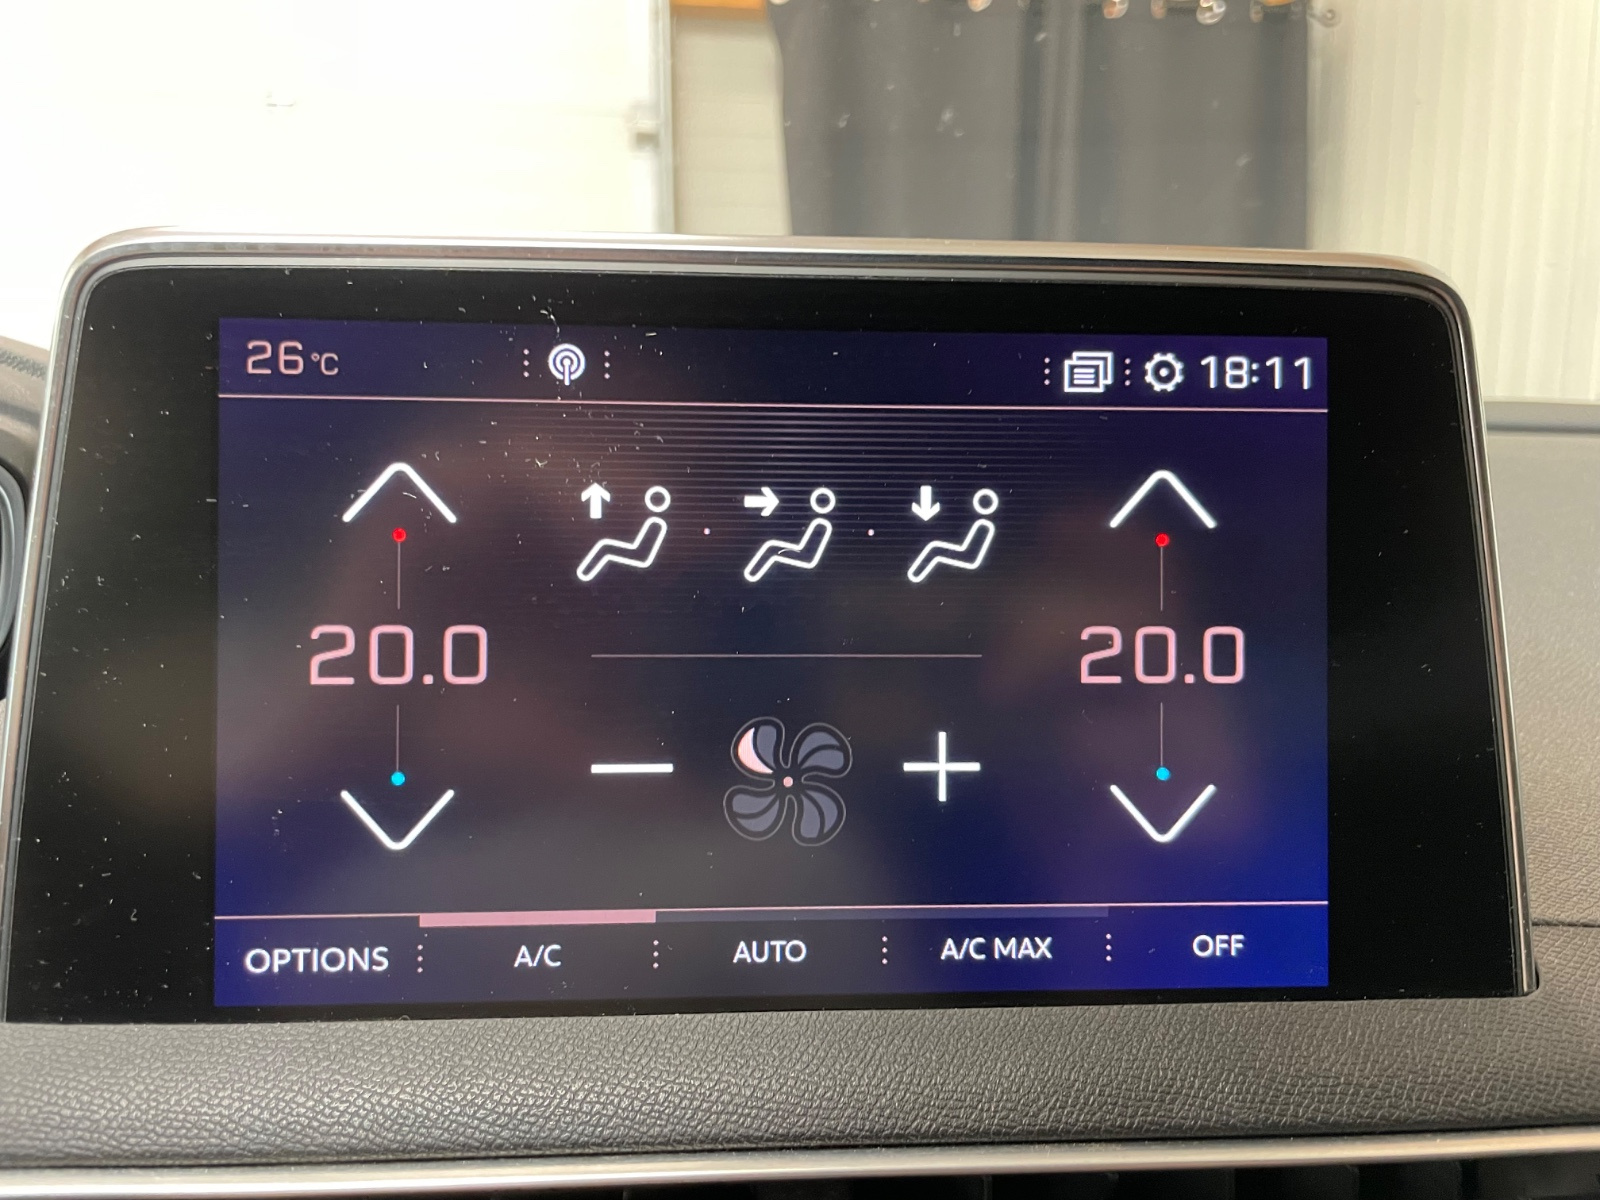 26°C 18:11
20.0 20.0
OPTIONS A/C AUTO A/C MAX OFF